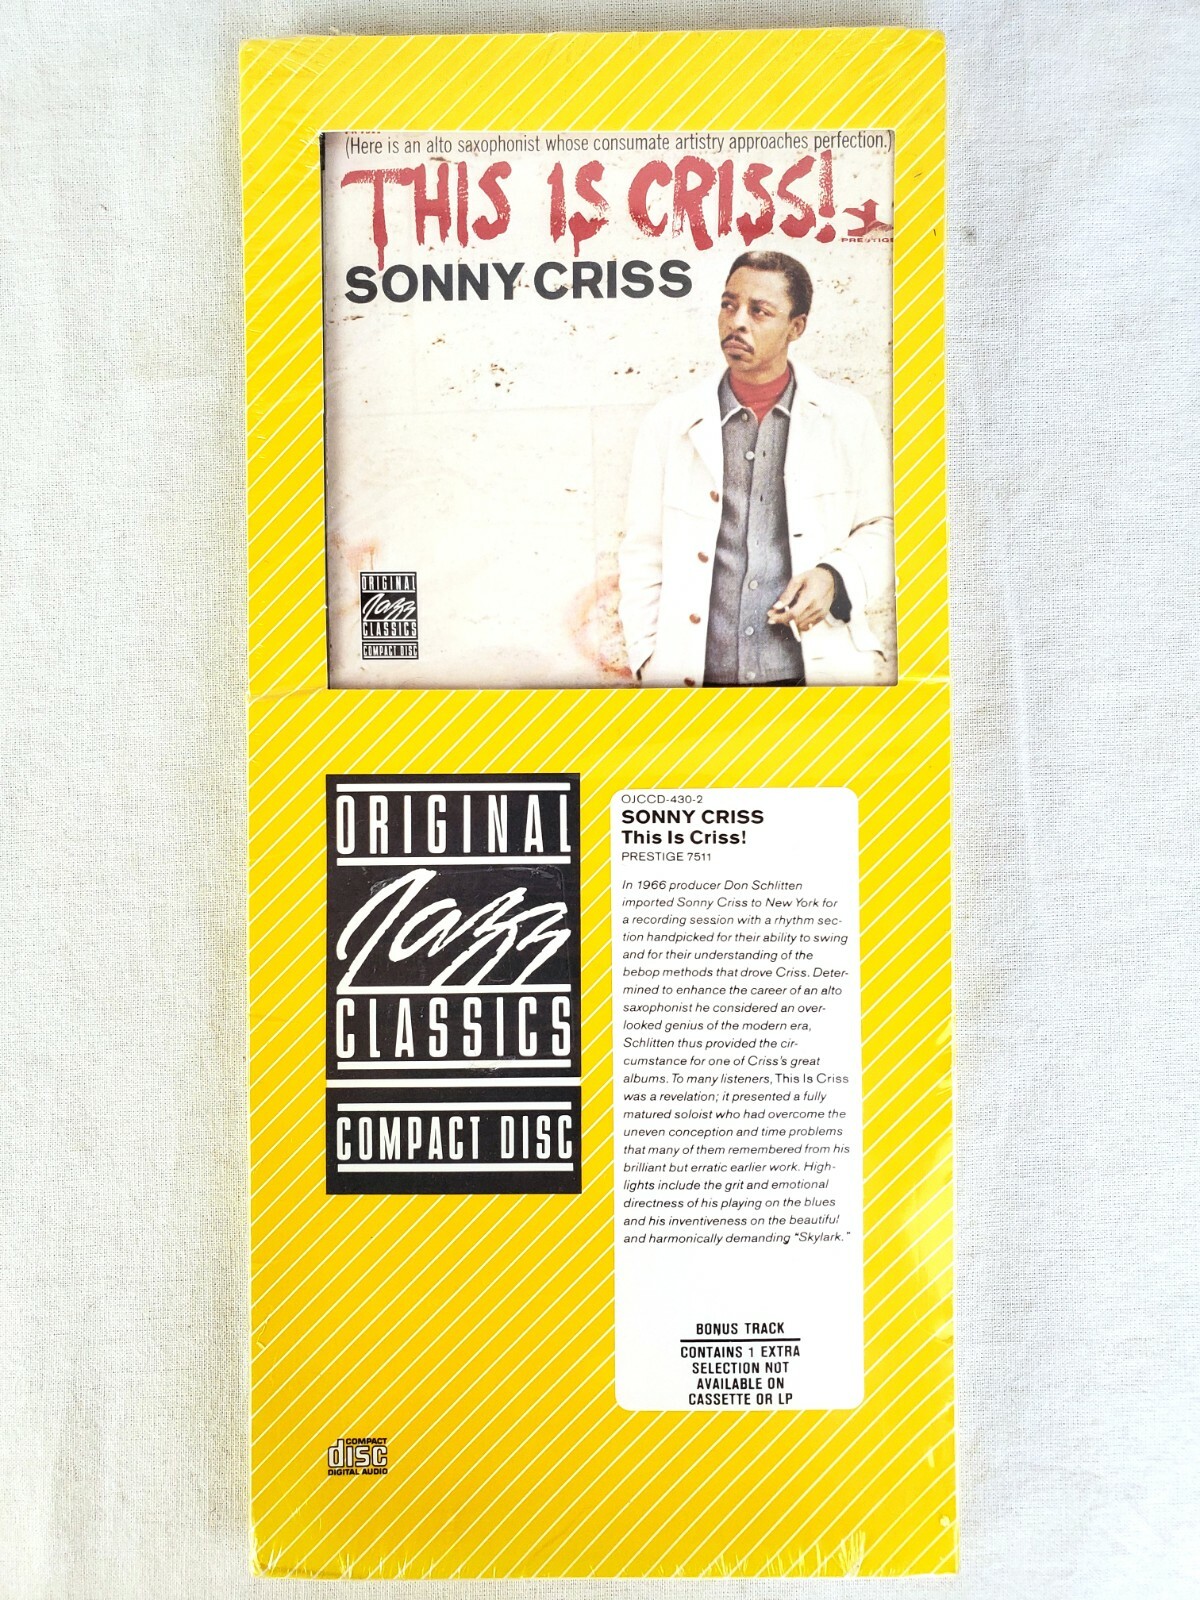 (Here is an alto saxophonist whose consumate artistry approaches perfection.)
THIS IS CRISS!
PRESTIGE
SONNY CRISS
ORIGINAL
Jazz
CLASSICS
COMPACT DISC
ORIGINAL
Jazz
CLASSICS
COMPACT DISC
OJCCD-430-2
SONNY CRISS
This Is Criss!
PRESTIGE 7511
In 1966 producer Don Schlitten
imported Sonny Criss to New York for
a recording session with a rhythm sec-
tion handpicked for their ability to swing
and for their understanding of the
bebop methods that drove Criss. Deter-
mined to enhance the career of an alto
saxophonist he considered an over-
looked genius of the modern era,
Schlitten thus provided the cir-
cumstance for one of Criss's great
albums. To many listeners, This Is Criss
was a revelation; it presented a fully
matured soloist who had overcome the
uneven conception and time problems
that many of them remembered from his
brilliant but erratic earlier work. High-
lights include the grit and emotional
directness of his playing on the blues
and his inventiveness on the beautiful
and harmonically demanding "Skylark."
BONUS TRACK
CONTAINS 1 EXTRA
SELECTION NOT
AVAILABLE ON
CASSETTE OR LP
COMPACT
disc
DIGITAL AUDIO